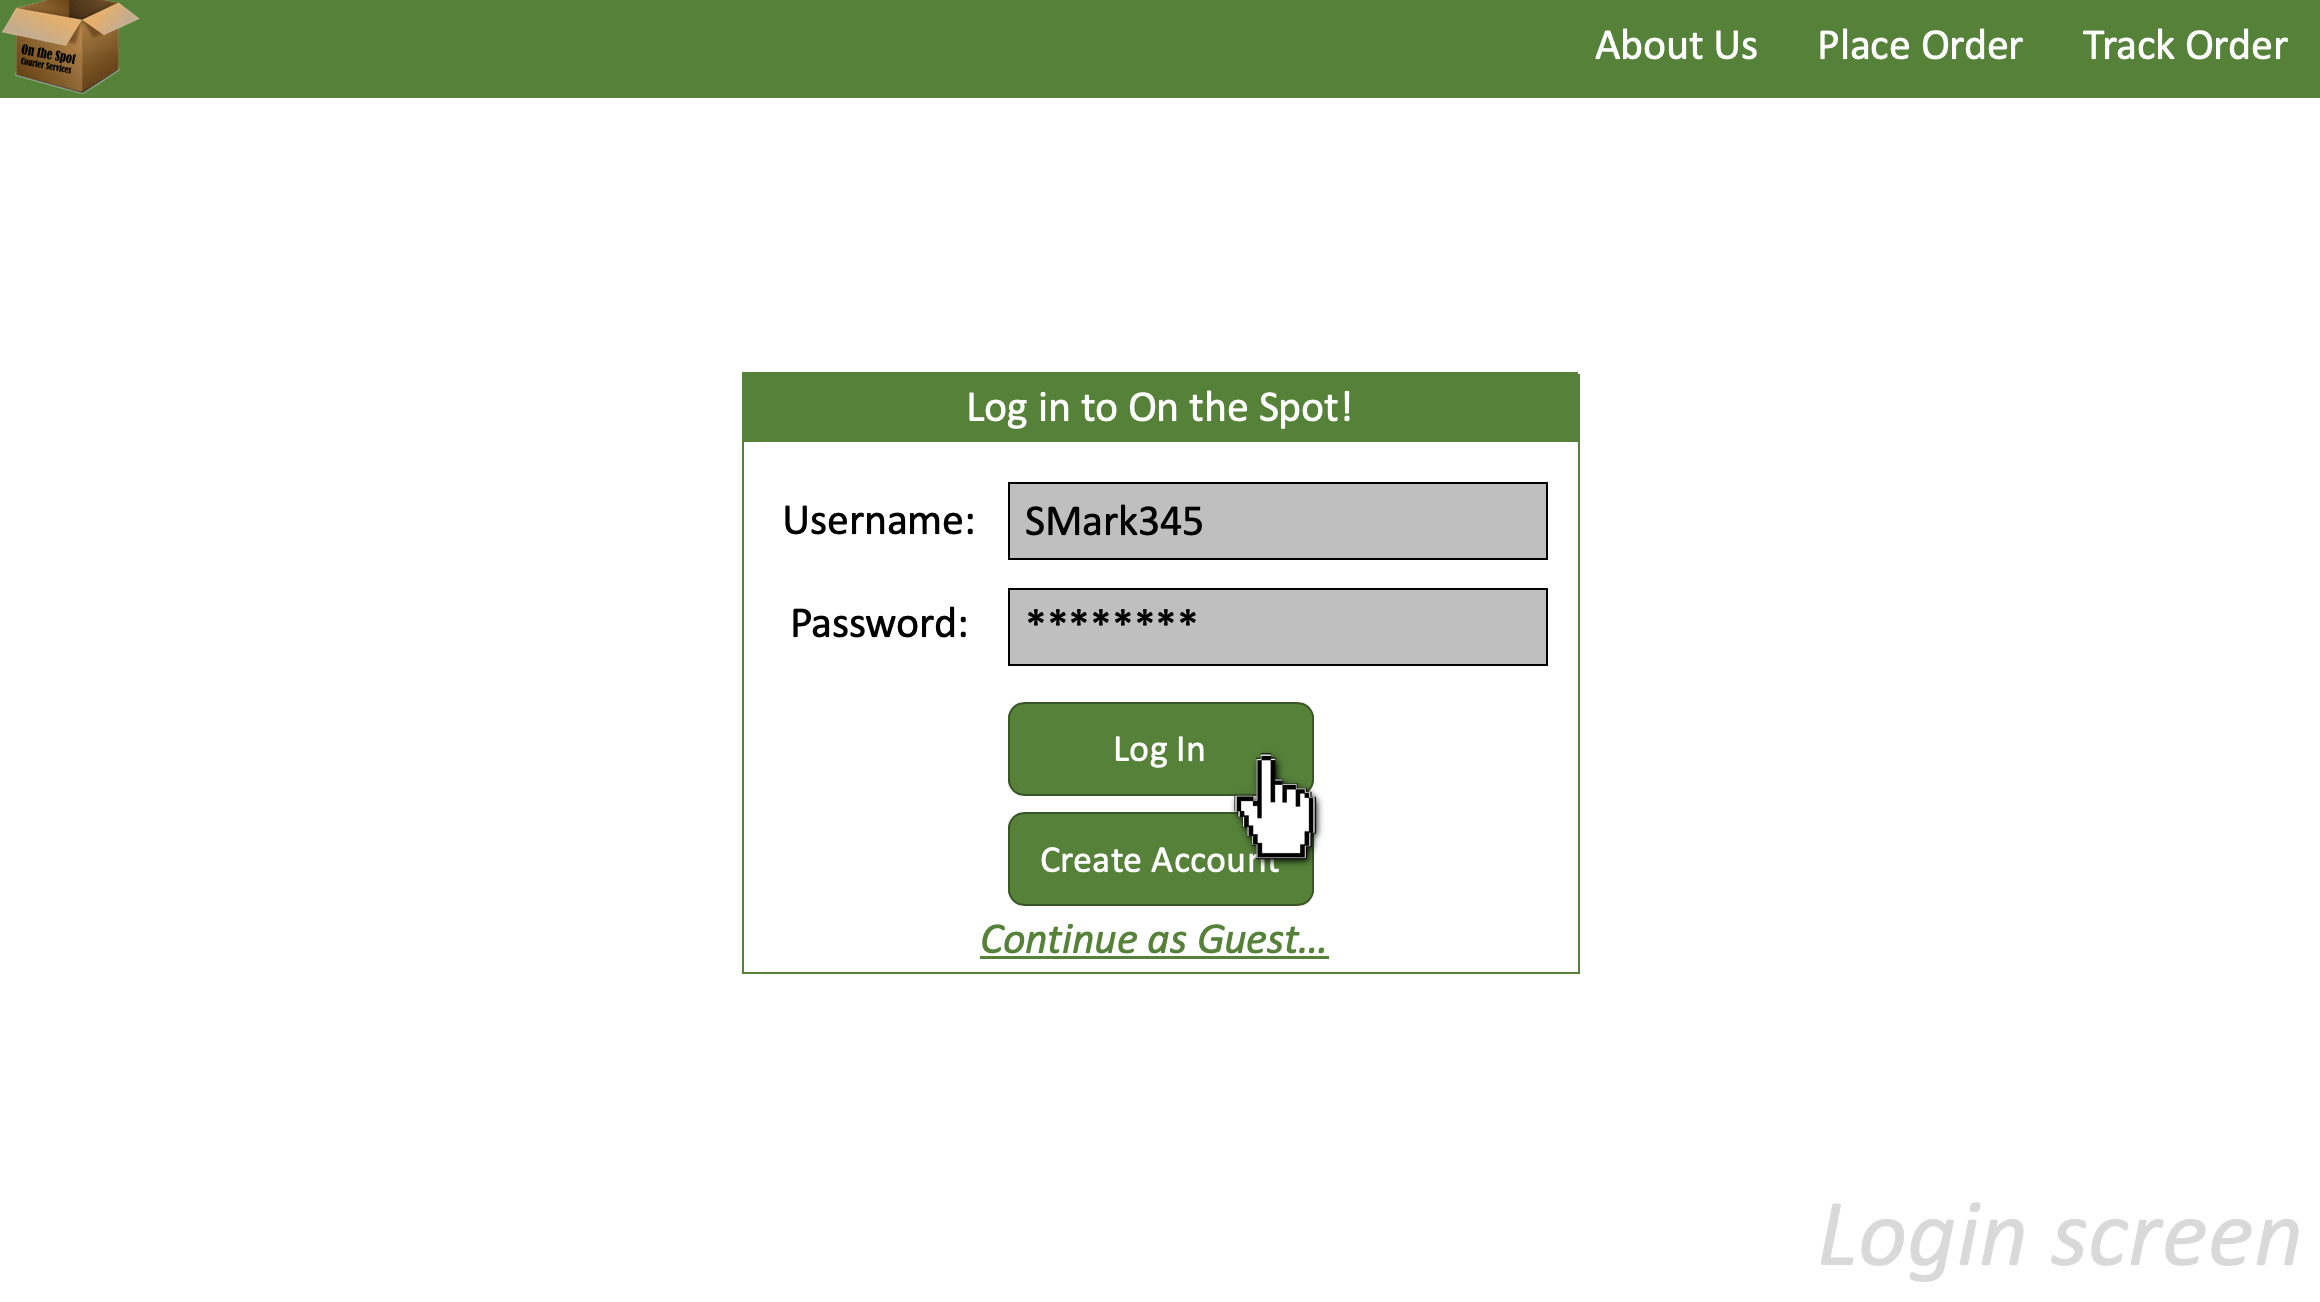 On the Spot
Courier Services
About Us
Place Order
Track Order
Log in to On the Spot!
Username:
SMark345
Password:
********
Log In
Create Account
Continue as Guest...
Login screen